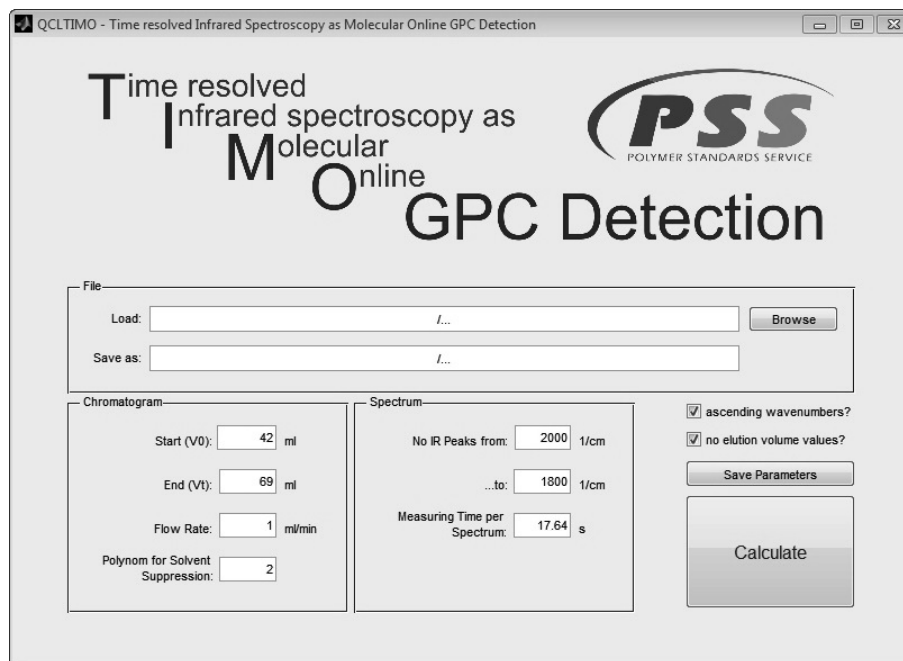 QCLTIMO - Time resolved Infrared Spectroscopy as Molecular Online GPC Detection
Time resolved
Infrared spectroscopy as
Molecular
Online
GPC Detection
PSS
POLYMER STANDARDS SERVICE
File
Load: /...
Browse
Save as: /...
Chromatogram
Start (V0): 42 ml
End (Vt): 69 ml
Flow Rate: 1 ml/min
Polynom for Solvent
Suppression: 2
Spectrum
No IR Peaks from: 2000 1/cm
...to: 1800 1/cm
Measuring Time per
Spectrum: 17.64 s
ascending wavenumbers?
no elution volume values?
Save Parameters
Calculate